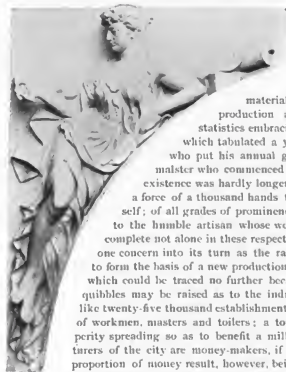 material
production a
statistics embrac
which tabulated a y
who put his annual g
malster who commenced
existence was hardly longe
a force of a thousand hands t
self; of all grades of prominen
to the humble artisan whose we
complete not alone in these respect
one concern into its turn as the ra
to form the basis of a new production
which could be traced no further bec
quibbles may be raised as to the indu
like twenty-five thousand establishment
of workmen, masters and toilers; a to
perity spreading so as to benefit a mill
turers of the city are money-makers, if
proportion of money result, however, bei